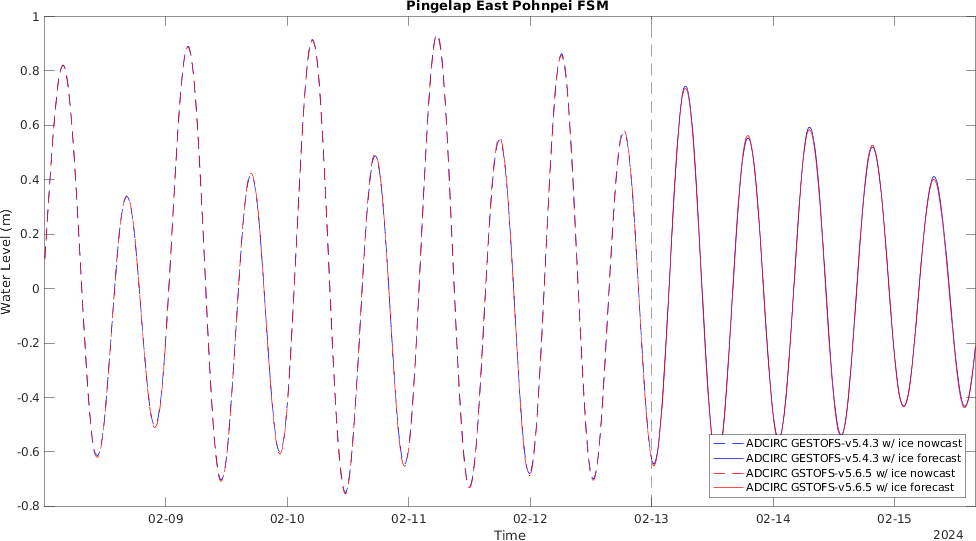 Pingelap East Pohnpei FSM
1
0.8
0.6
0.4
0.2
0
-0.2
-0.4
-0.6
-0.8
Water Level (m)
02-09
02-10
02-11
02-12
02-13
02-14
02-15
Time
2024
ADCIRC GESTOFS-v5.4.3 w/ ice nowcast
ADCIRC GESTOFS-v5.4.3 w/ ice forecast
ADCIRC GSTOFS-v5.6.5 w/ ice nowcast
ADCIRC GSTOFS-v5.6.5 w/ ice forecast